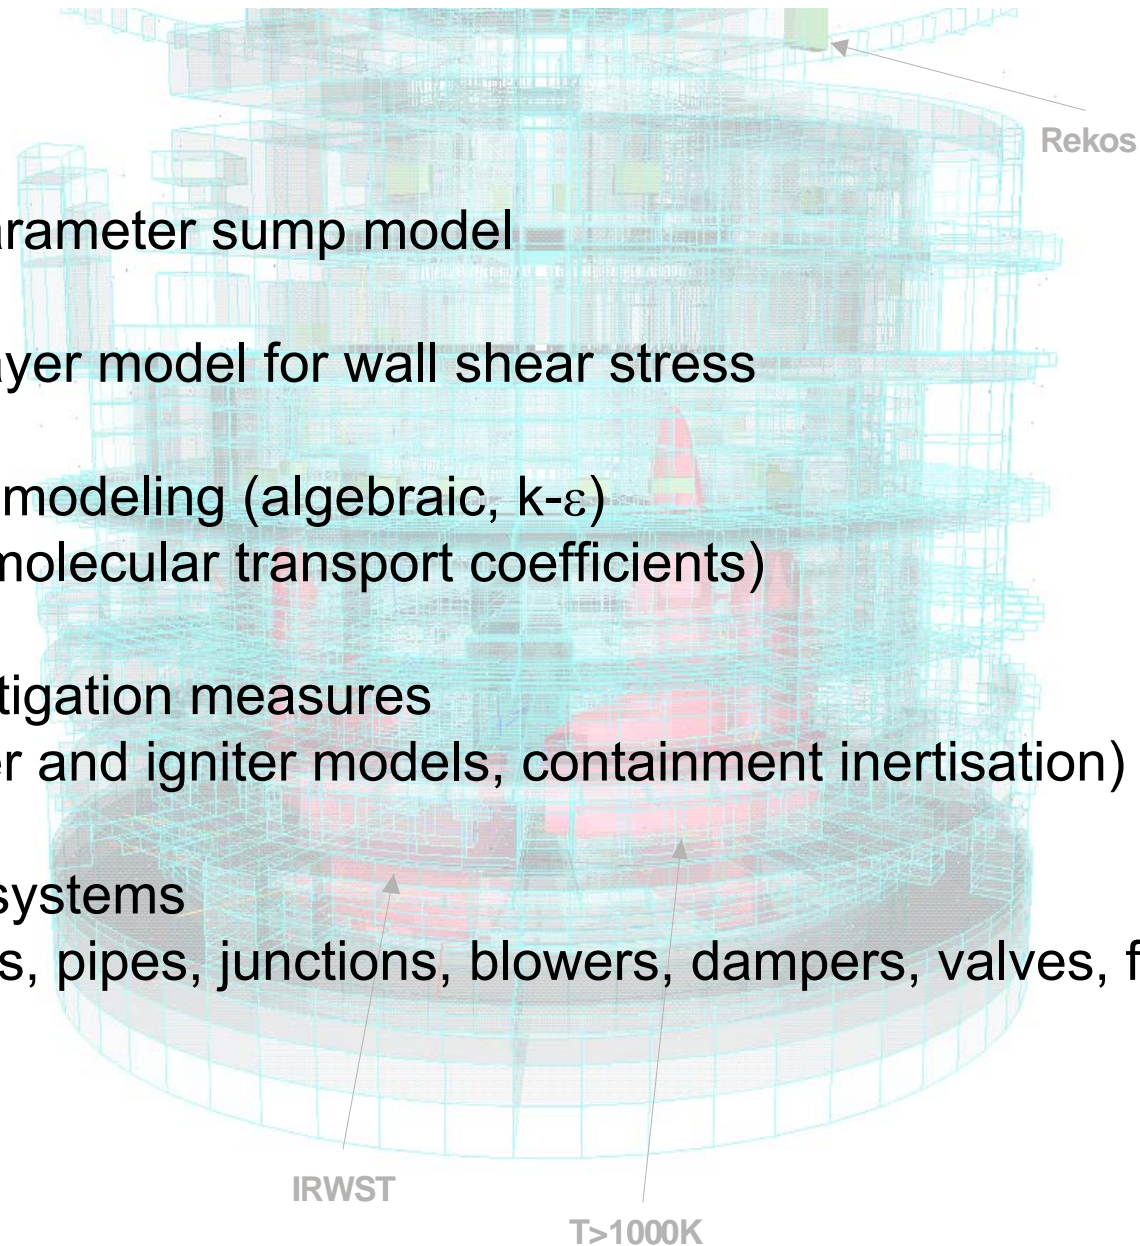 Rekos
arameter sump model
ayer model for wall shear stress
modeling (algebraic, k-ε)
molecular transport coefficients)
tigation measures
er and igniter models, containment inertisation)
systems
s, pipes, junctions, blowers, dampers, valves, f
IRWST
T>1000K